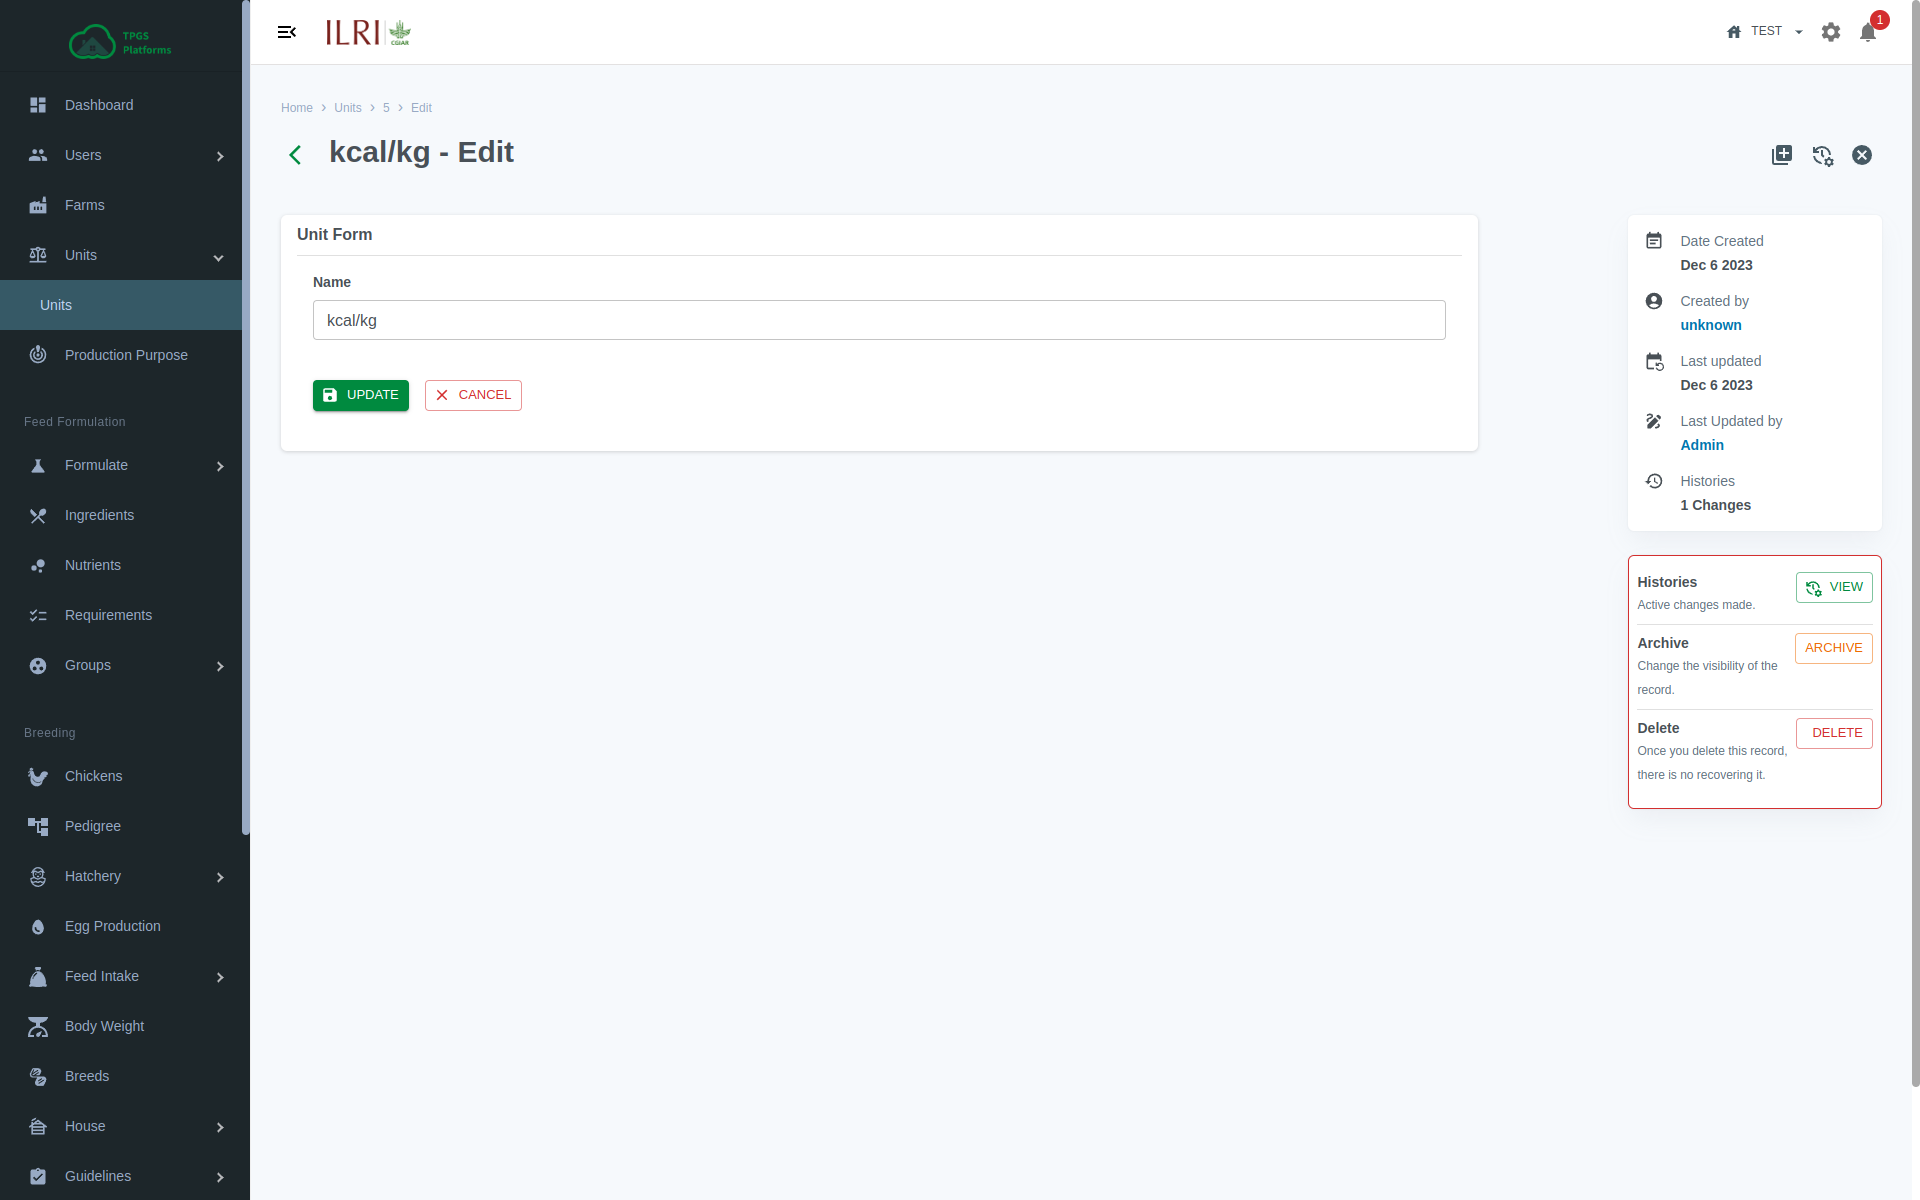 TPGS
Platforms
Dashboard
Users
Farms
Units
Units
Production Purpose
Feed Formulation
Formulate
Ingredients
Nutrients
Requirements
Groups
Breeding
Chickens
Pedigree
Hatchery
Egg Production
Feed Intake
Body Weight
Breeds
House
Guidelines
ILRI
CGIAR
TEST
1
Home > Units > 5 > Edit
kcal/kg - Edit
Unit Form
Name
kcal/kg
UPDATE
CANCEL
Date Created
Dec 6 2023
Created by
unknown
Last updated
Dec 6 2023
Last Updated by
Admin
Histories
1 Changes
Histories
Active changes made.
VIEW
Archive
Change the visibility of the
record.
ARCHIVE
Delete
Once you delete this record,
there is no recovering it.
DELETE